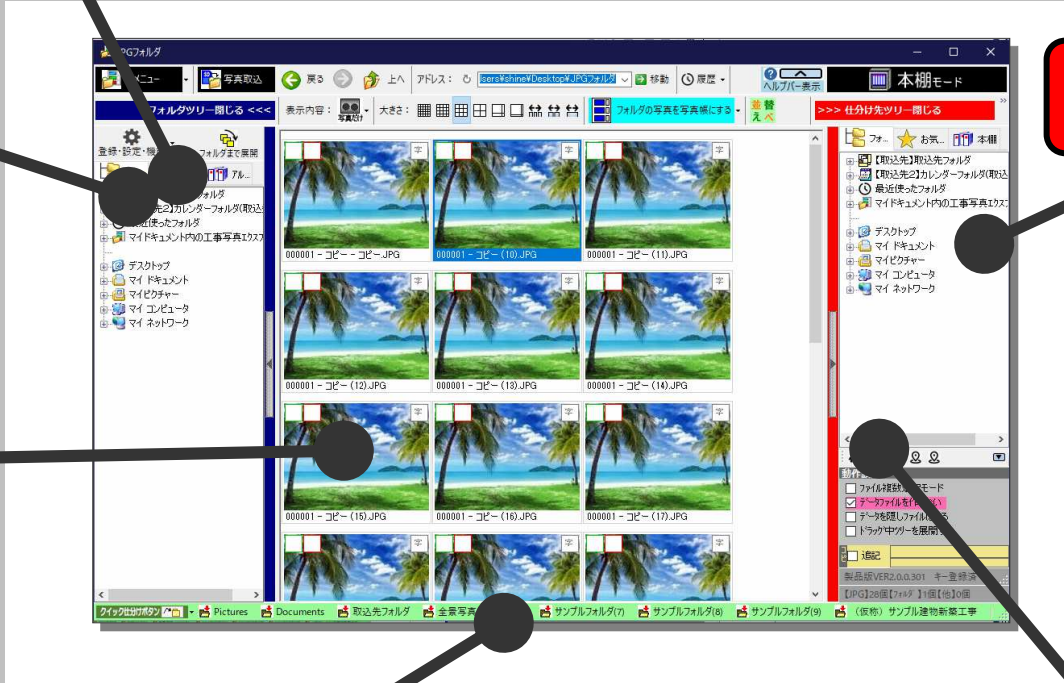 PGフォルダ
ニュー
写真取込
戻る
上へ
アドレス：
sers¥shine¥Desktop¥JPGフォルダ
移動
履歴
ヘルプバー表示
本棚モード
フォルダツリー閉じる <<<
表示内容：
写真だけ
大きさ：
フォルダの写真を写真帳にする
並替え
>>> 仕分け先ツリー閉じる
登録・設定・機
フォルダまで展開
アル...
フォ...
お気...
本棚
カレンダーフォルダ(取込
最近使ったフォルダ
マイドキュメント内の工事写真エクス
デスクトップ
マイ ドキュメント
マイピクチャー
マイ コンピュータ
マイ ネットワーク
000001 - コピー - コピー.JPG
000001 - コピー (10).JPG
000001 - コピー (11).JPG
000001 - コピー (12).JPG
000001 - コピー (13).JPG
000001 - コピー (14).JPG
000001 - コピー (15).JPG
000001 - コピー (16).JPG
000001 - コピー (17).JPG
【取込先】取込先フォルダ
【取込先2】カレンダーフォルダ(取込
最近使ったフォルダ
マイドキュメント内の工事写真エクス
デスクトップ
マイ ドキュメント
マイピクチャー
マイ コンピュータ
マイ ネットワーク
データファイルを
ドラッグ中ツリーを展開
追記
製品版VER2.0.0.301 キー登録済
【JPG】28個【フォルダ】1個【他】0個
クイック仕分けボタン
Pictures
Documents
取込先フォルダ
全景写真
サンプルフォルダ(7)
サンプルフォルダ(8)
サンプルフォルダ(9)
（仮称）サンプル建物新築工事